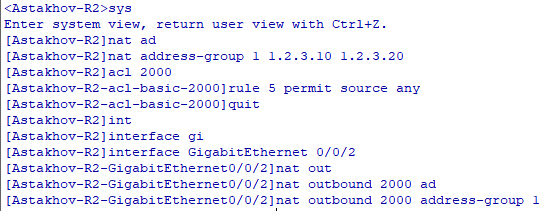 <Astakhov-R2>sys
Enter system view, return user view with Ctrl+Z.
[Astakhov-R2]nat ad
[Astakhov-R2]nat address-group 1 1.2.3.10 1.2.3.20
[Astakhov-R2]acl 2000
[Astakhov-R2-acl-basic-2000]rule 5 permit source any
[Astakhov-R2-acl-basic-2000]quit
[Astakhov-R2]int
[Astakhov-R2]interface gi
[Astakhov-R2]interface GigabitEthernet 0/0/2
[Astakhov-R2-GigabitEthernet0/0/2]nat out
[Astakhov-R2-GigabitEthernet0/0/2]nat outbound 2000 ad
[Astakhov-R2-GigabitEthernet0/0/2]nat outbound 2000 address-group 1